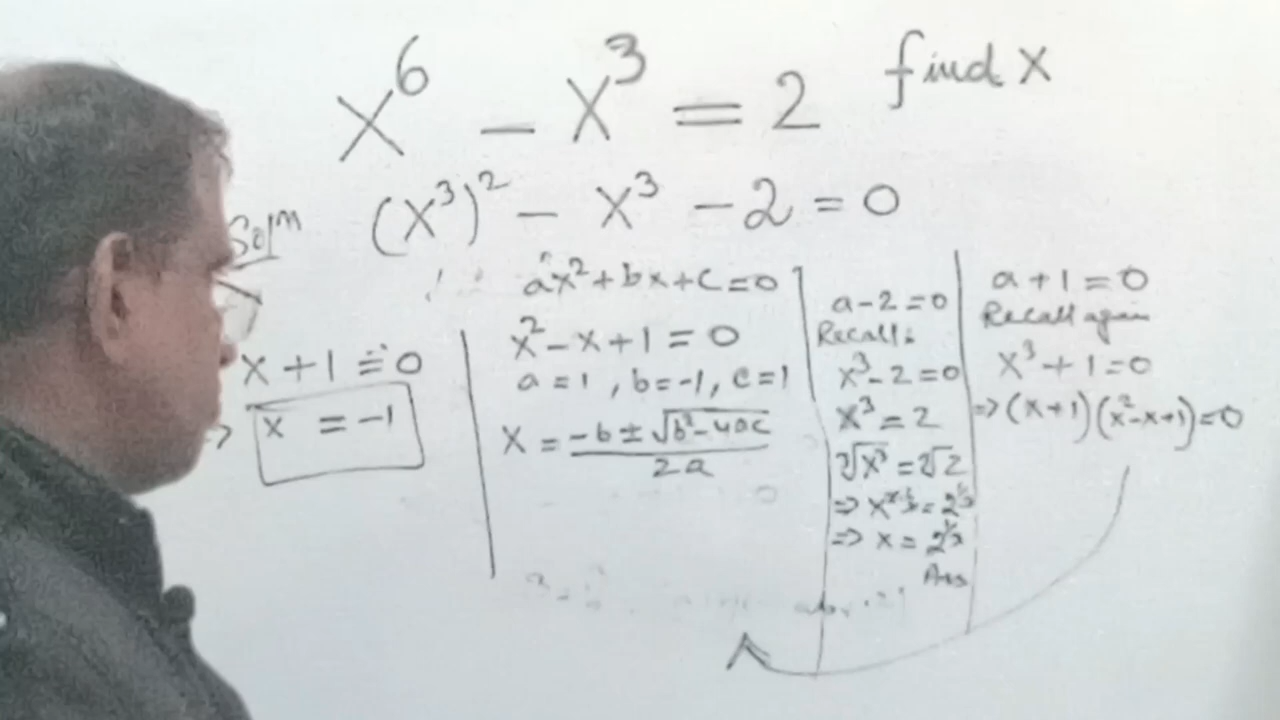 x⁶ − x³ = 2 find x
Solⁿ
(x³)² − x³ − 2 = 0
x + 1 = 0
⇒ x = −1
ax² + bx + c = 0
x² − x + 1 = 0
a = 1, b = −1, c = 1
x = (−b ± √(b² − 4ac)) / 2a
a − 2 = 0
Recall:
x³ − 2 = 0
x³ = 2
∛x³ = ∛2
⇒ x = 2^(1/3)
Ans
a + 1 = 0
Recall again
x³ + 1 = 0
⇒ (x + 1)(x² − x + 1) = 0